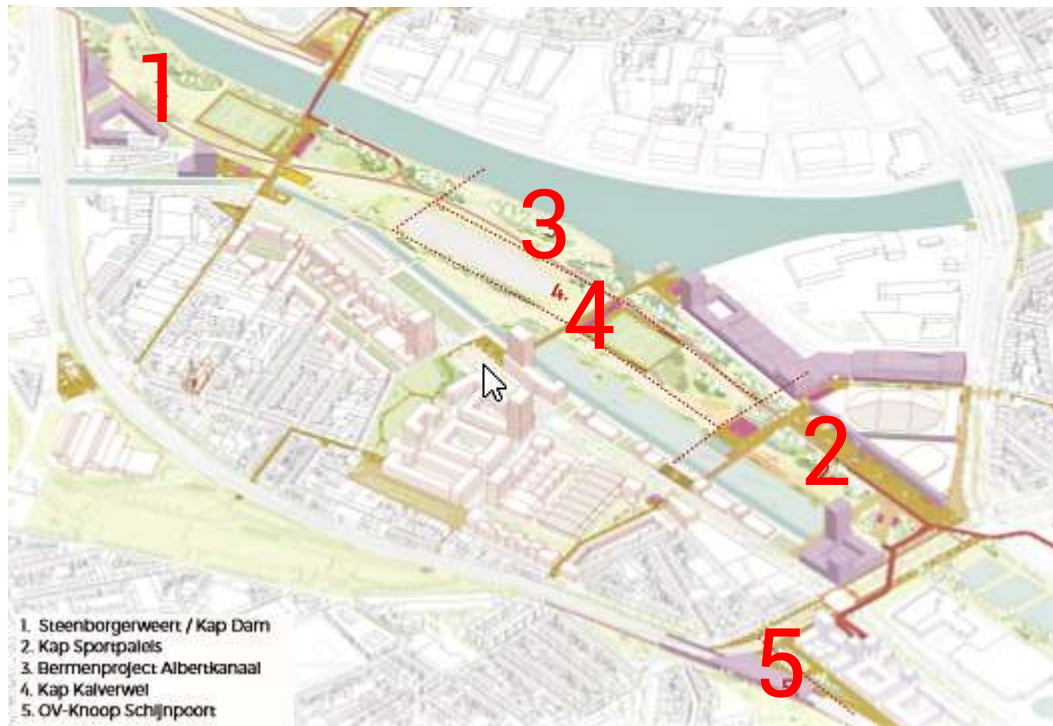 1
3
4.
4
2
5
1. Steenborgerweert / Kap Dam
2. Kap Sportpaleis
3. Bermenproject Albertkanaal
4. Kap Kalverwei
5. OV-Knoop Schijnpoort